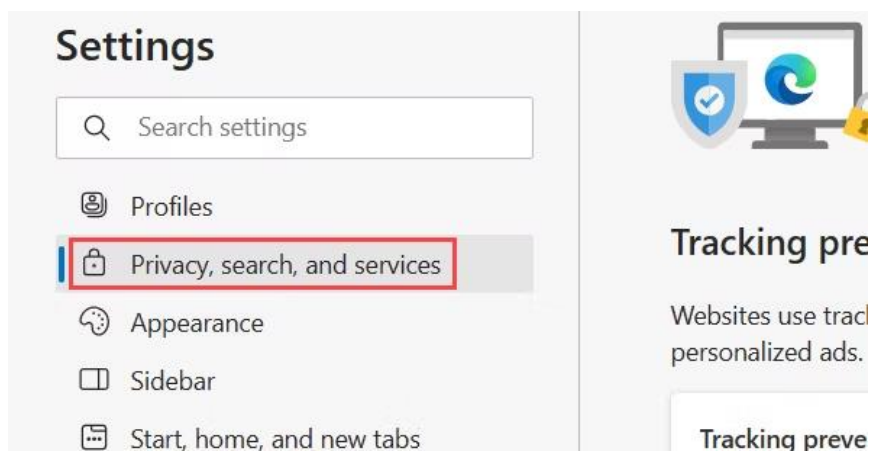 Settings
Search settings
Profiles
Privacy, search, and services
Appearance
Sidebar
Start, home, and new tabs
Tracking pre
Websites use trac
personalized ads.
Tracking preve